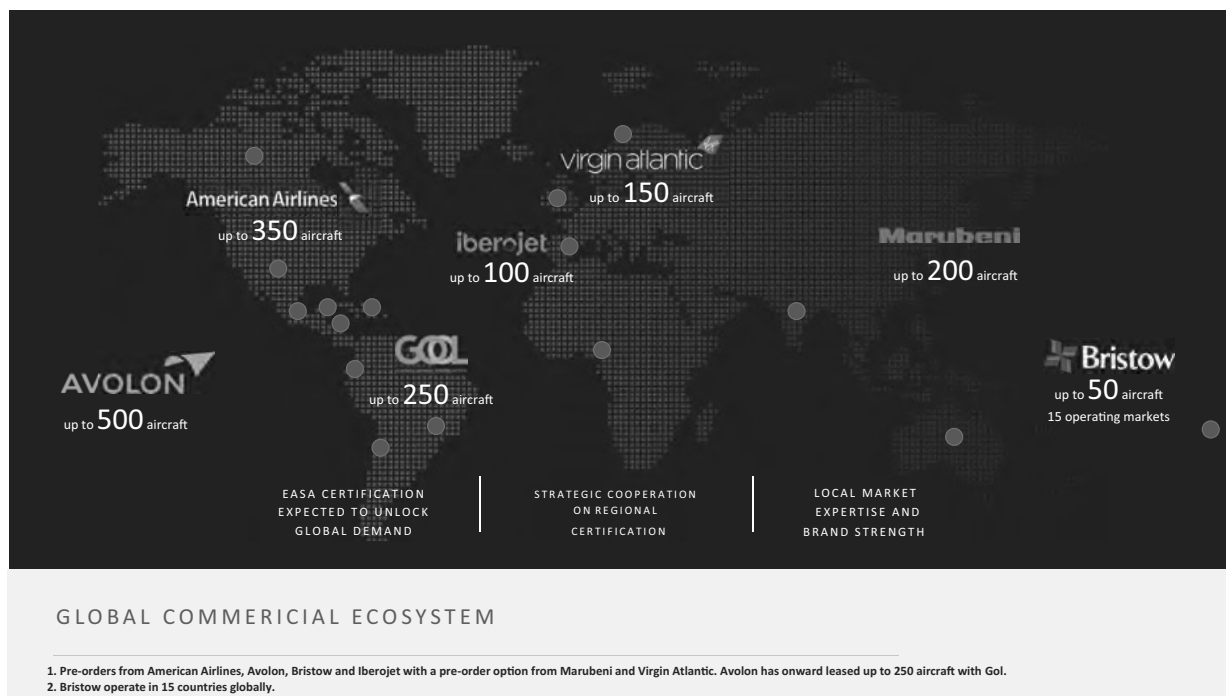 virgin atlantic
up to 150 aircraft
American Airlines
up to 350 aircraft
iberojet
up to 100 aircraft
Marubeni
up to 200 aircraft
GOL
up to 250 aircraft
AVOLON
up to 500 aircraft
Bristow
up to 50 aircraft
15 operating markets
EASA CERTIFICATION
EXPECTED TO UNLOCK
GLOBAL DEMAND
STRATEGIC COOPERATION
ON REGIONAL
CERTIFICATION
LOCAL MARKET
EXPERTISE AND
BRAND STRENGTH
GLOBAL COMMERICIAL ECOSYSTEM
1. Pre-orders from American Airlines, Avolon, Bristow and Iberojet with a pre-order option from Marubeni and Virgin Atlantic. Avolon has onward leased up to 250 aircraft with Gol.
2. Bristow operate in 15 countries globally.